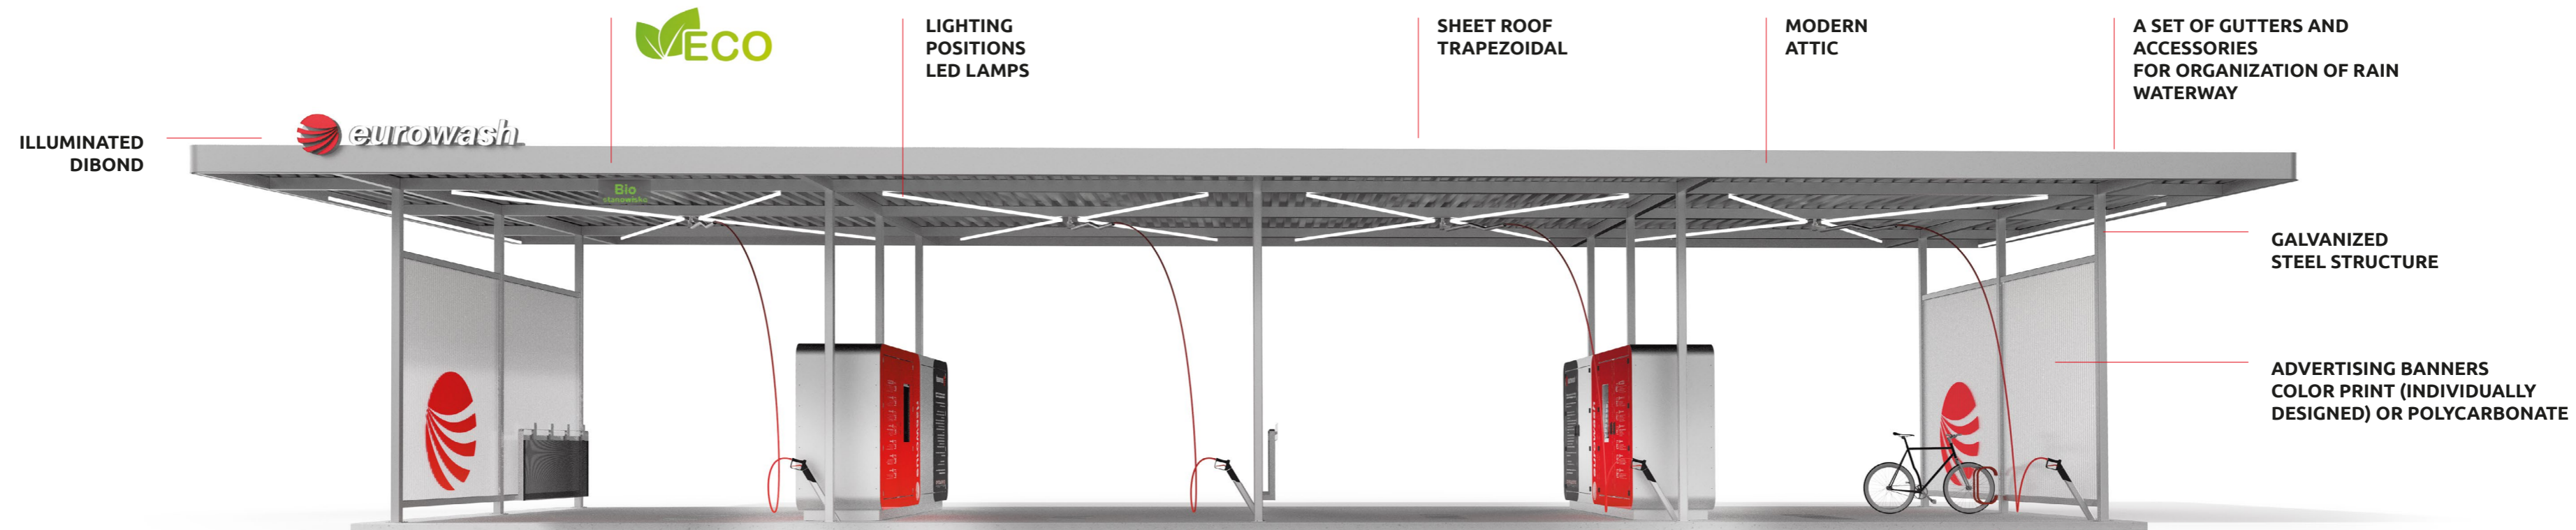 ECO
LIGHTING
POSITIONS
LED LAMPS
SHEET ROOF
TRAPEZOIDAL
MODERN
ATTIC
A SET OF GUTTERS AND
ACCESSORIES
FOR ORGANIZATION OF RAIN
WATERWAY
ILLUMINATED
DIBOND
eurowash
Bio
stanowisko
GALVANIZED
STEEL STRUCTURE
ADVERTISING BANNERS
COLOR PRINT (INDIVIDUALLY
DESIGNED) OR POLYCARBONATE